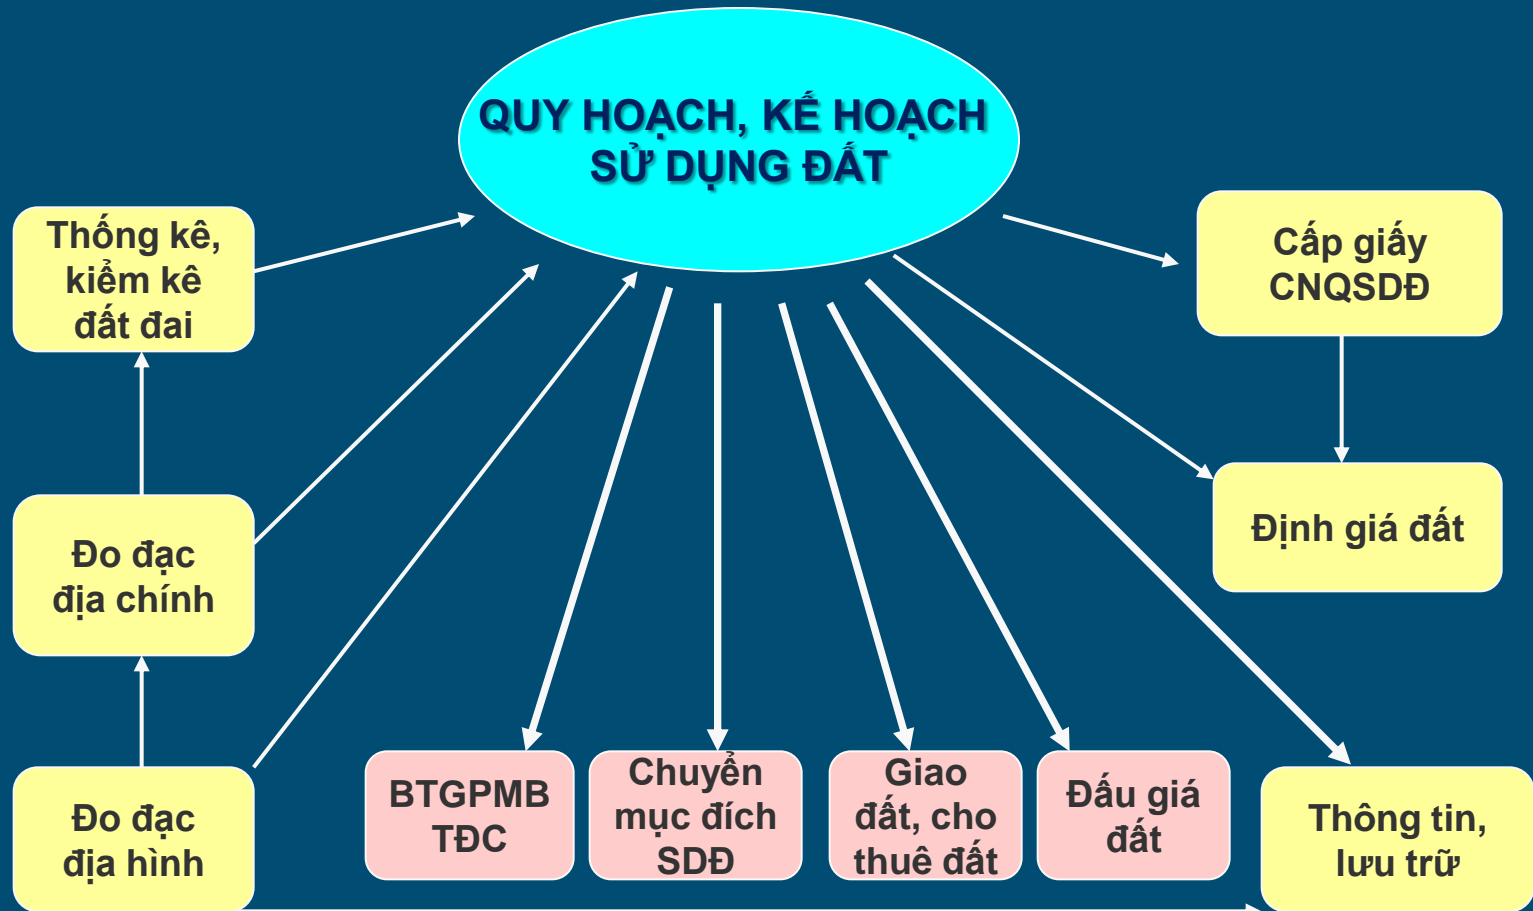 QUY HOẠCH, KẾ HOẠCH
SỬ DỤNG ĐẤT
Thống kê,
kiểm kê
đất đai
Cấp giấy
CNQSDĐ
Đo đạc
địa chính
Định giá đất
Đo đạc
địa hình
BTGPMB
TĐC
Chuyển
mục đích
SDĐ
Giao
đất, cho
thuê đất
Đấu giá
đất
Thông tin,
lưu trữ